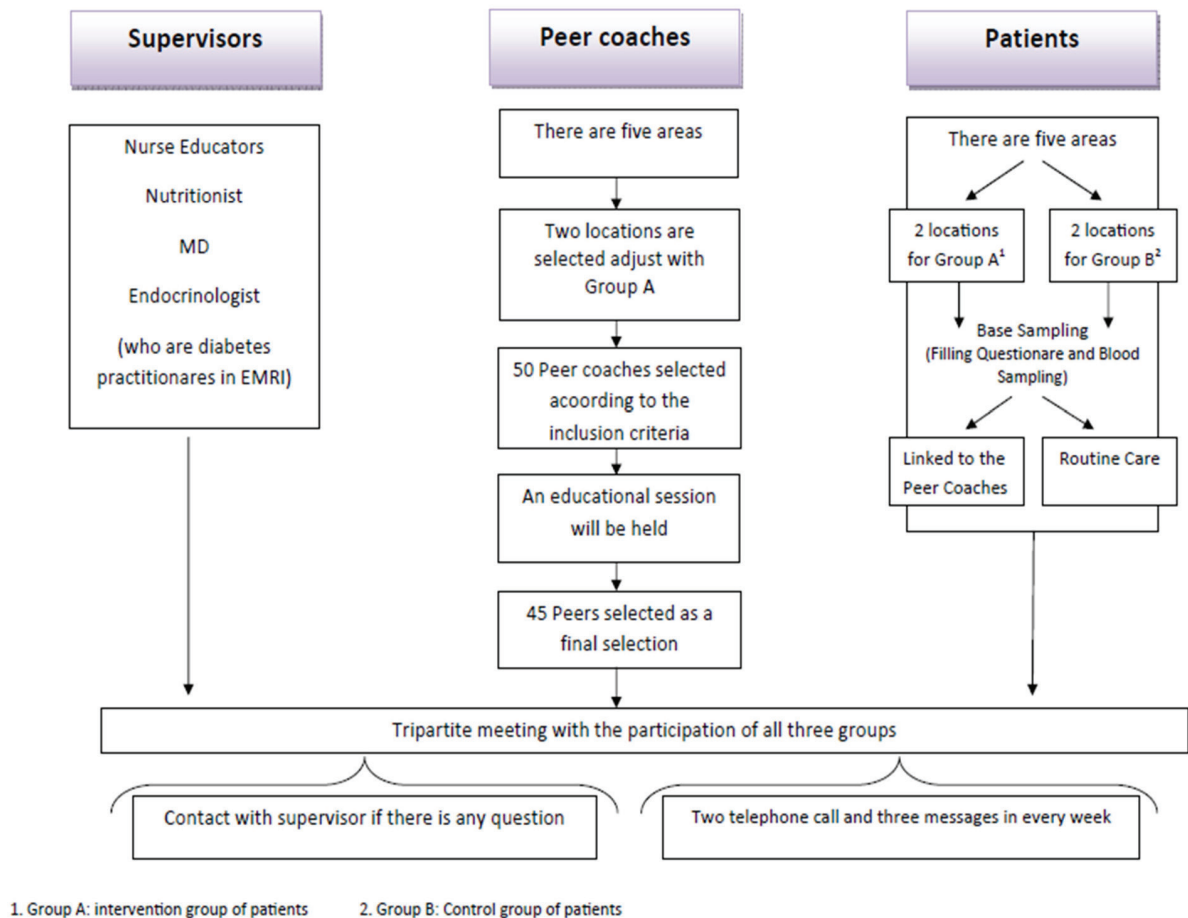 Supervisors
Nurse Educators
Nutritionist
MD
Endocrinologist
(who are diabetes
practitionares in EMRI)
Peer coaches
There are five areas
Two locations are
selected adjust with
Group A
50 Peer coaches selected
acoording to the
inclusion criteria
An educational session
will be held
45 Peers selected as a
final selection
Patients
There are five areas
2 locations
for Group A¹
2 locations
for Group B²
Base Sampling
(Filling Questionare and Blood
Sampling)
Linked to the
Peer Coaches
Routine Care
Tripartite meeting with the participation of all three groups
Contact with supervisor if there is any question
Two telephone call and three messages in every week
1. Group A: intervention group of patients
2. Group B: Control group of patients